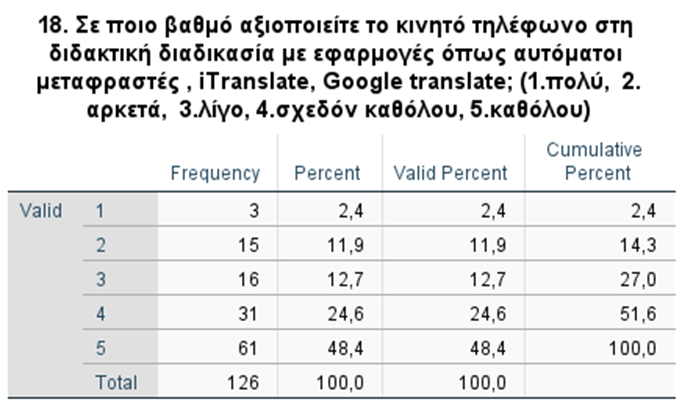 18. Σε ποιο βαθμό αξιοποιείτε το κινητό τηλέφωνο στη
διδακτική διαδικασία με εφαρμογές όπως αυτόματοι
μεταφραστές , iTranslate, Google translate; (1.πολύ, 2.
αρκετά, 3.λίγο, 4.σχεδόν καθόλου, 5.καθόλου)
Frequency Percent Valid Percent Cumulative Percent
Valid 1 3 2,4 2,4 2,4
2 15 11,9 11,9 14,3
3 16 12,7 12,7 27,0
4 31 24,6 24,6 51,6
5 61 48,4 48,4 100,0
Total 126 100,0 100,0